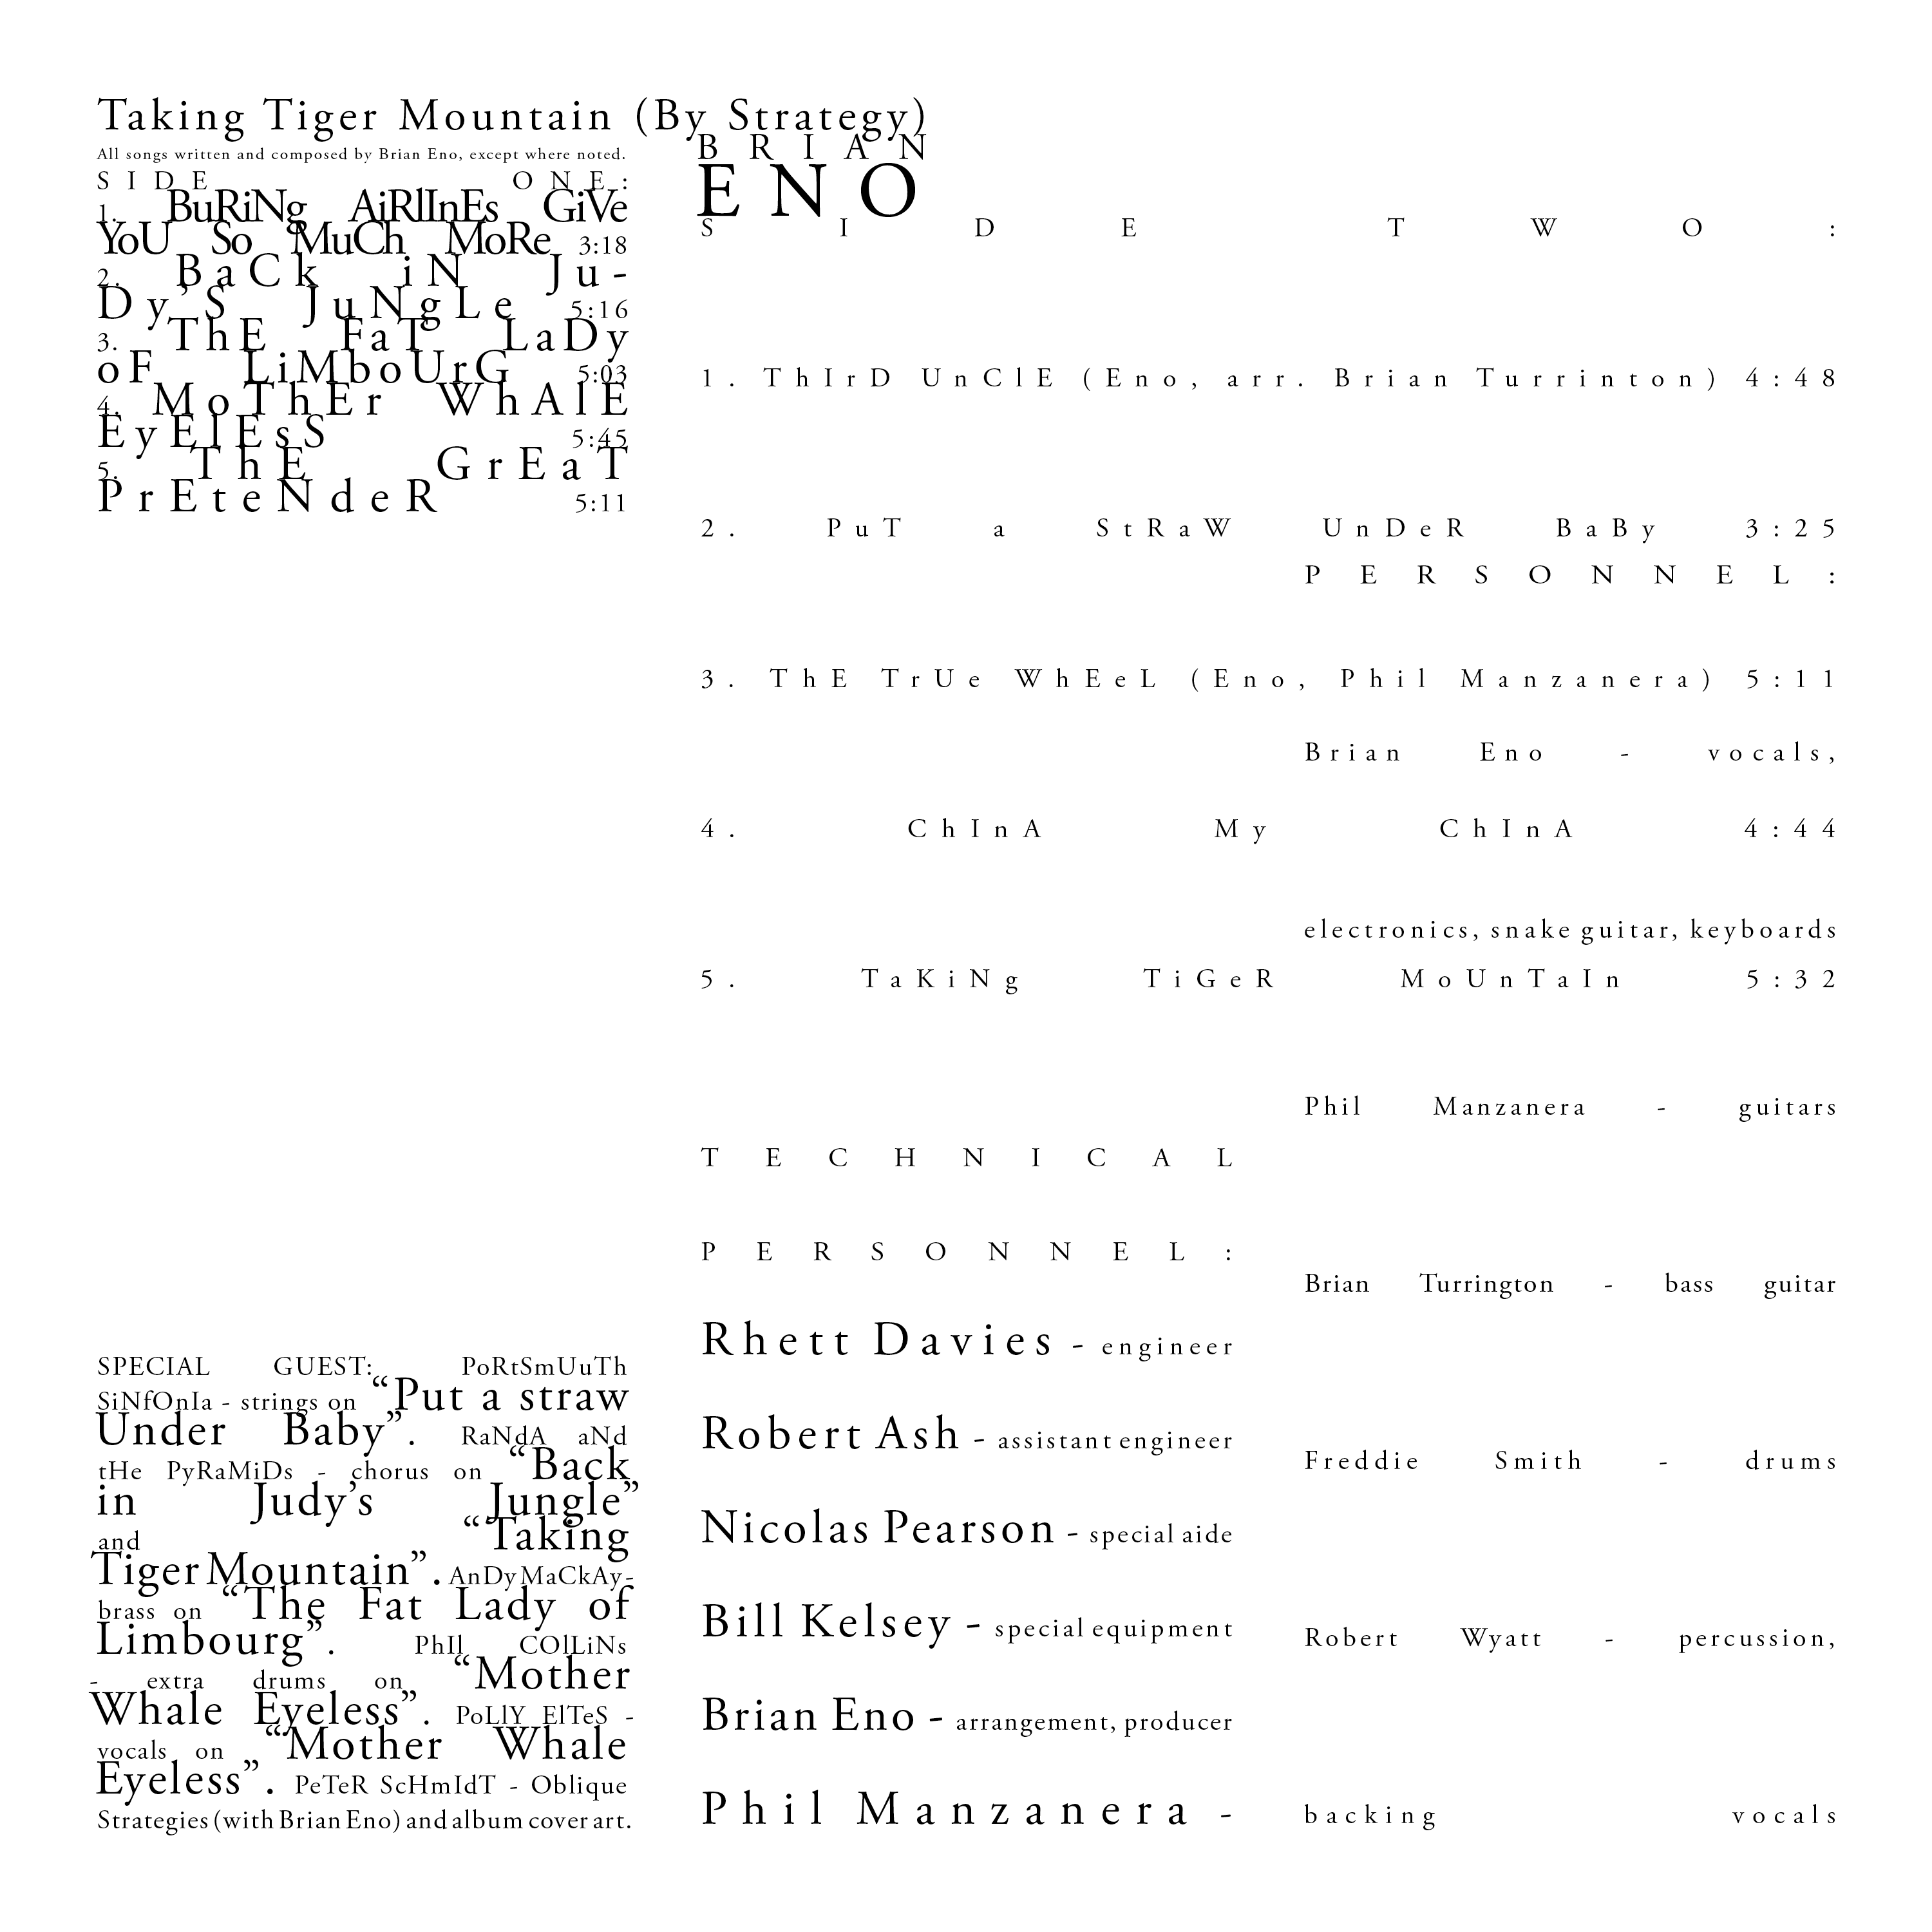 Taking Tiger Mountain (By Strategy)
BRIAN
ENO
All songs written and composed by Brian Eno, except where noted.
SIDE ONE:
1. BuRiNg AiRlInEs GiVe
YoU So MuCh MoRe 3:18
2. BaCk iN Ju-
Dy'S JuNgLe 5:16
3. ThE FaT LaDy
oF LiMboUrG 5:03
4. MoThEr WhAlE
EyElEsS 5:45
5. ThE GrEaT
PrEteNdeR 5:11
SIDE TWO:
1. ThIrD UnClE (Eno, arr. Brian Turrinton) 4:48
2. PuT a StRaW UnDeR BaBy 3:25
3. ThE TrUe WhEeL (Eno, Phil Manzanera) 5:11
4. ChInA My ChInA 4:44
5. TaKiNg TiGeR MoUnTaIn 5:32
SPECIAL GUEST: PoRtSmUuTh
SiNfOnIa - strings on “Put a straw
Under Baby”. RaNdA aNd
tHe PyRaMiDs - chorus on “Back
in Judy’s Jungle”
and “Taking
Tiger Mountain”. AnDy MaCkAy-
brass on “The Fat Lady of
Limbourg”. PhIl COlLiNs
- extra drums on “Mother
Whale Eyeless”. PoLlY ElTeS -
vocals on “Mother Whale
Eyeless”. PeTeR ScHmIdT - Oblique
Strategies (with Brian Eno) and album cover art.
TECHNICAL
PERSONNEL:
Rhett Davies - engineer
Robert Ash - assistant engineer
Nicolas Pearson - special aide
Bill Kelsey - special equipment
Brian Eno - arrangement, producer
Phil Manzanera -
PERSONNEL:
Brian Eno - vocals,
electronics, snake guitar, keyboards
Phil Manzanera - guitars
Brian Turrington - bass guitar
Freddie Smith - drums
Robert Wyatt - percussion,
backing vocals